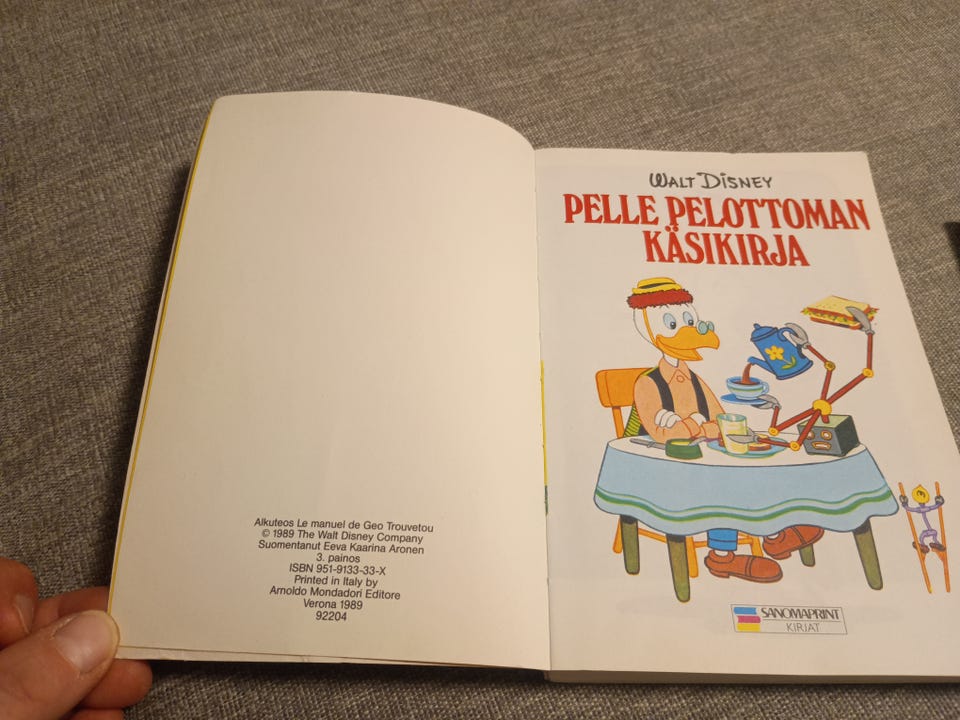 Alkuteos Le manuel de Geo Trouvetou
© 1989 The Walt Disney Company
Suomentanut Eeva Kaarina Aronen
3. painos
ISBN 951-9133-33-X
Printed in Italy by
Arnoldo Mondadori Editore
Verona 1989
92204
WALT DISNEY
PELLE PELOTTOMAN
KÄSIKIRJA
SANOMAPRINT
KIRJAT